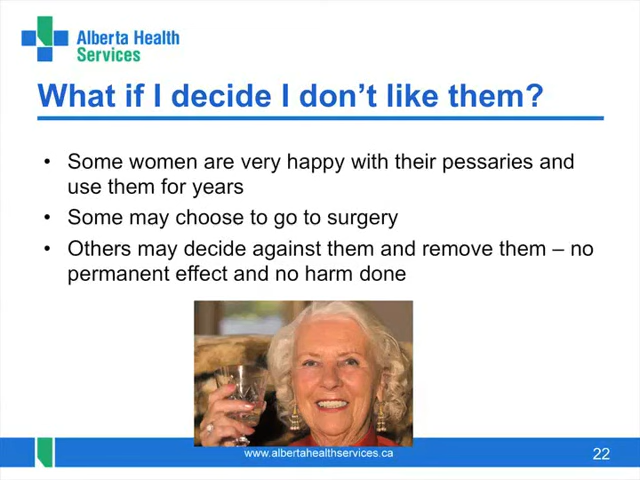 Alberta Health
Services
What if I decide I don’t like them?
• Some women are very happy with their pessaries and
use them for years
• Some may choose to go to surgery
• Others may decide against them and remove them – no
permanent effect and no harm done
www.albertahealthservices.ca
22